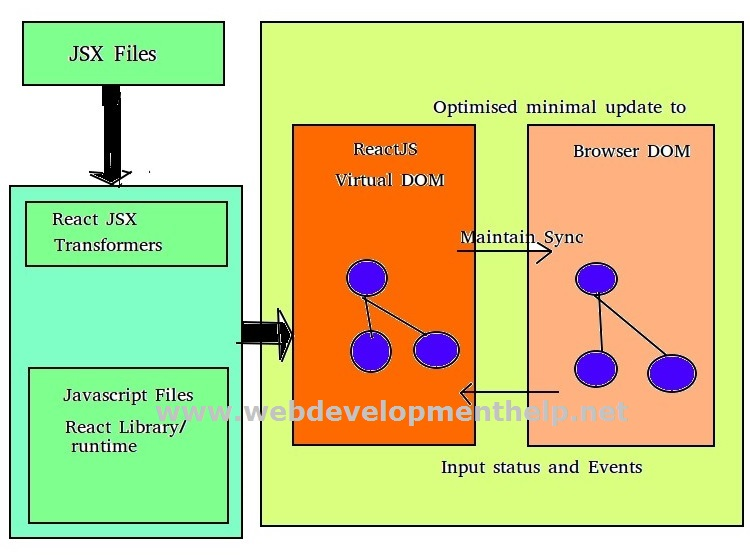 JSX Files
React JSX
Transformers
Javascript Files
React Library/
runtime
Optimised minimal update to
ReactJS
Virtual DOM
Browser DOM
Maintain Sync
www.webdevelopmenthelp.net
Input status and Events